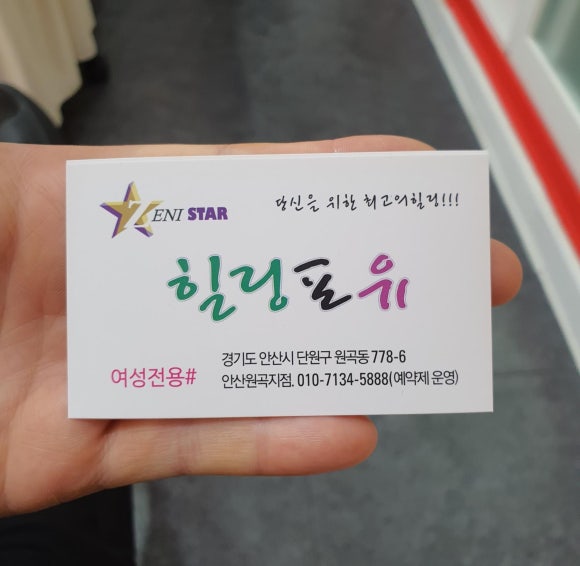 ZENI STAR
당신을 위한 최고의힐링!!!
힐링포유
여성전용#
경기도 안산시 단원구 원곡동 778-6
안산원곡지점. 010-7134-5888(예약제 운영)